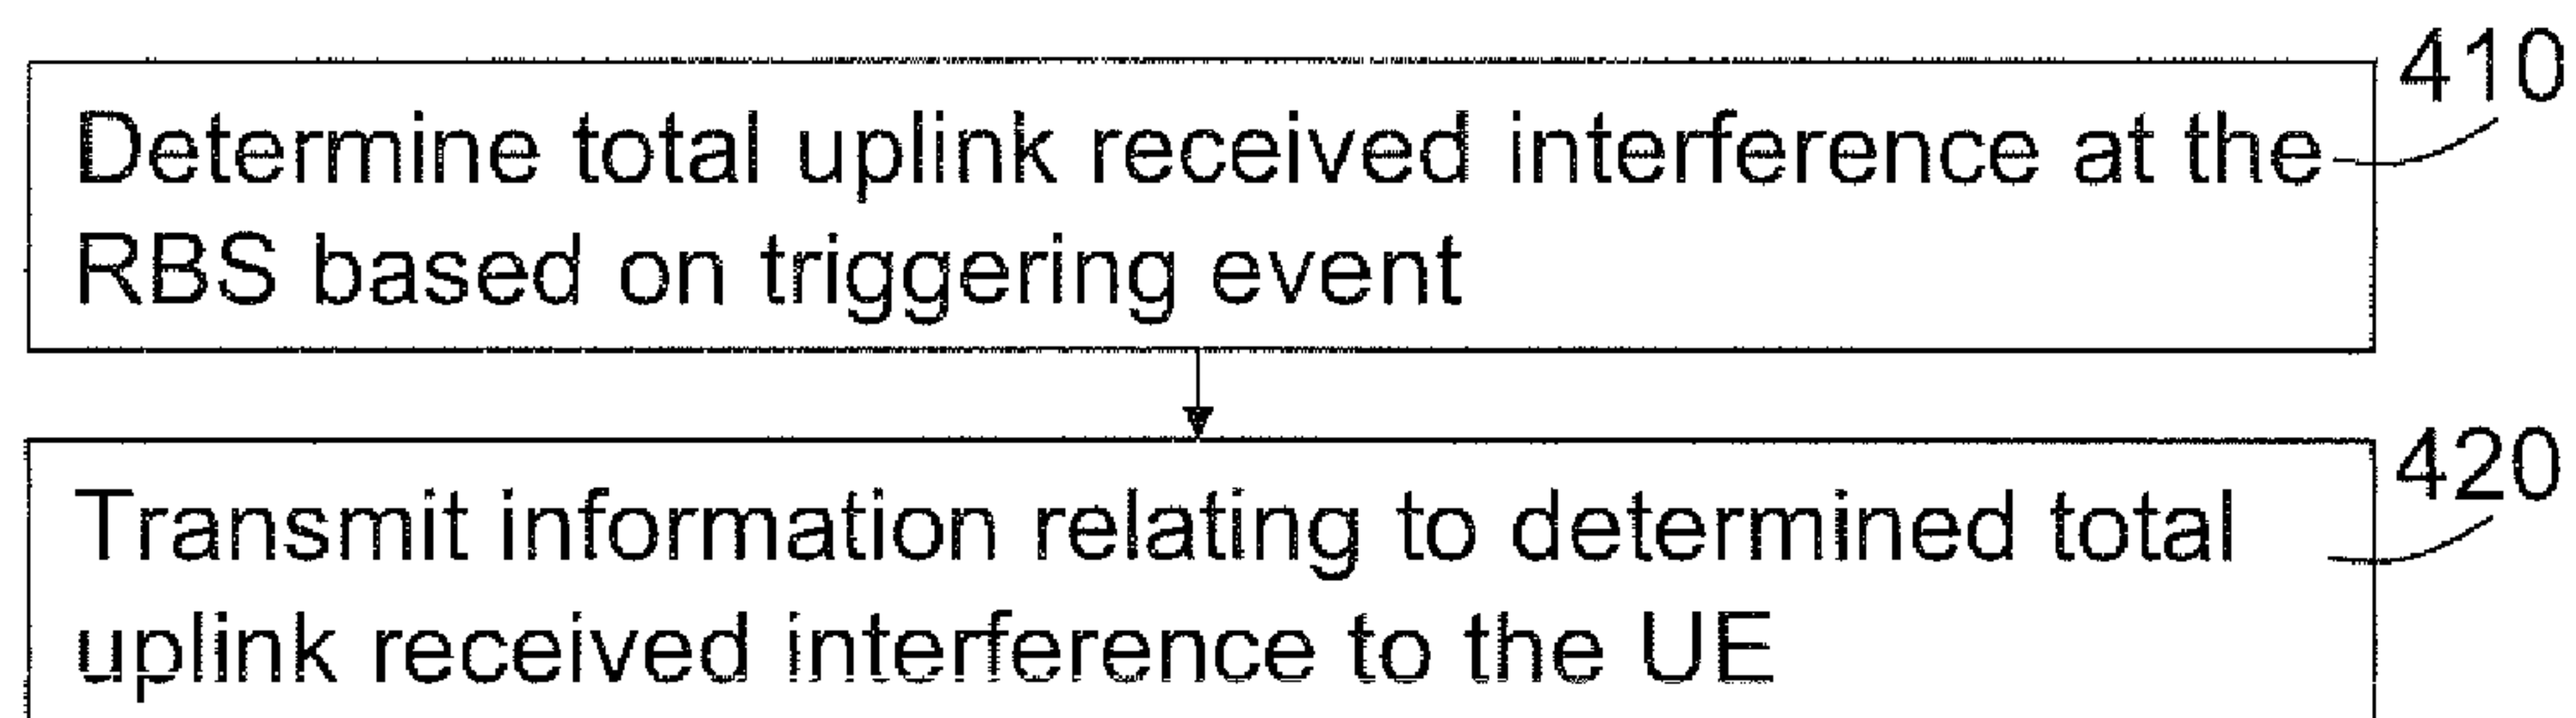 410
Determine total uplink received interference at the
RBS based on triggering event
420
Transmit information relating to determined total
uplink received interference to the UE